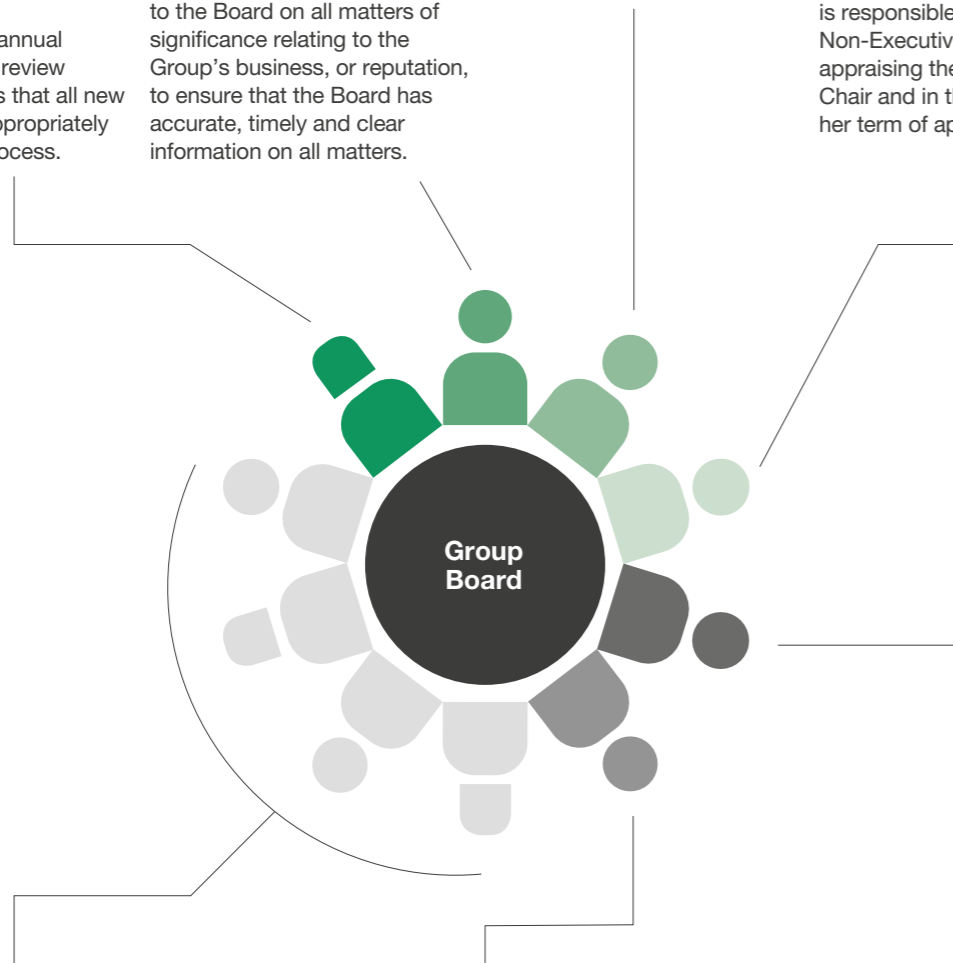 annual
review
s that all new
ppropriately
ocess.
to the Board on all matters of
significance relating to the
Group's business, or reputation,
to ensure that the Board has
accurate, timely and clear
information on all matters.
is responsible
Non-Executiv
appraising the
Chair and in th
her term of ap
Group
Board